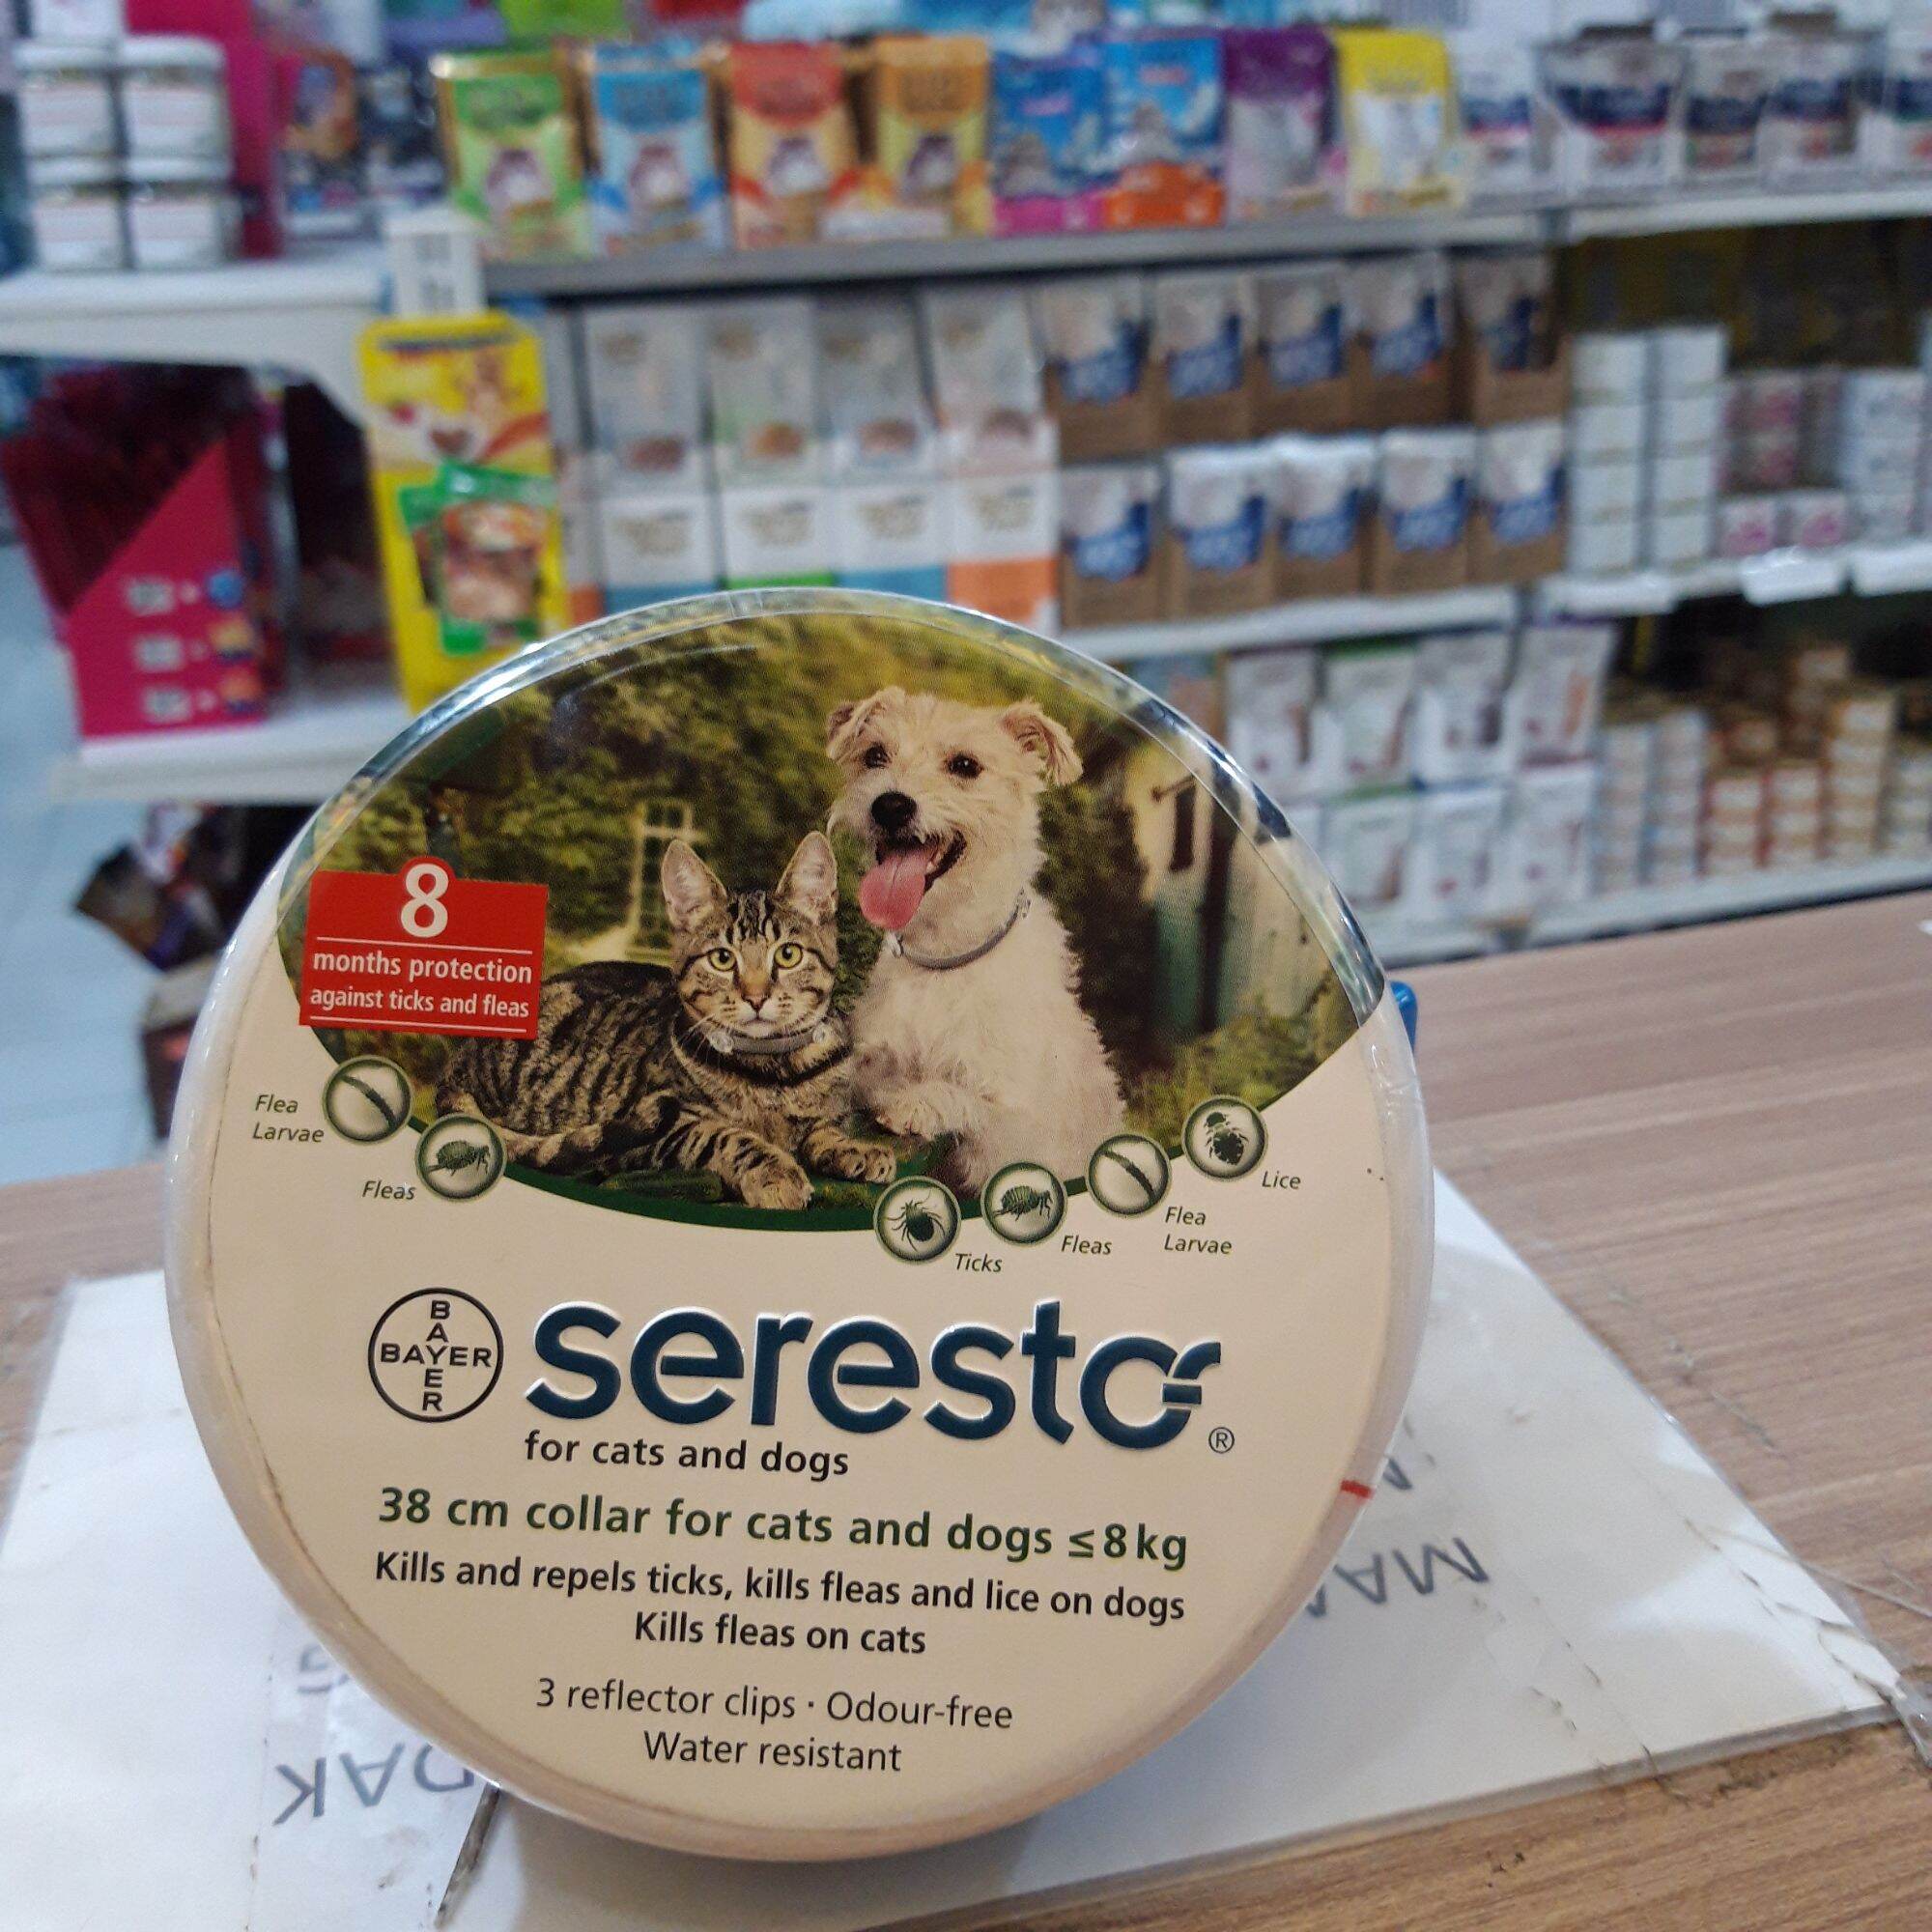 8
months protection
against ticks and fleas
Flea
Larvae
Fleas
Ticks
Fleas
Flea
Larvae
Lice
BAYER
BAYER
seresto®
for cats and dogs
38 cm collar for cats and dogs ≤8kg
Kills and repels ticks, kills fleas and lice on dogs
Kills fleas on cats
3 reflector clips · Odour-free
Water resistant